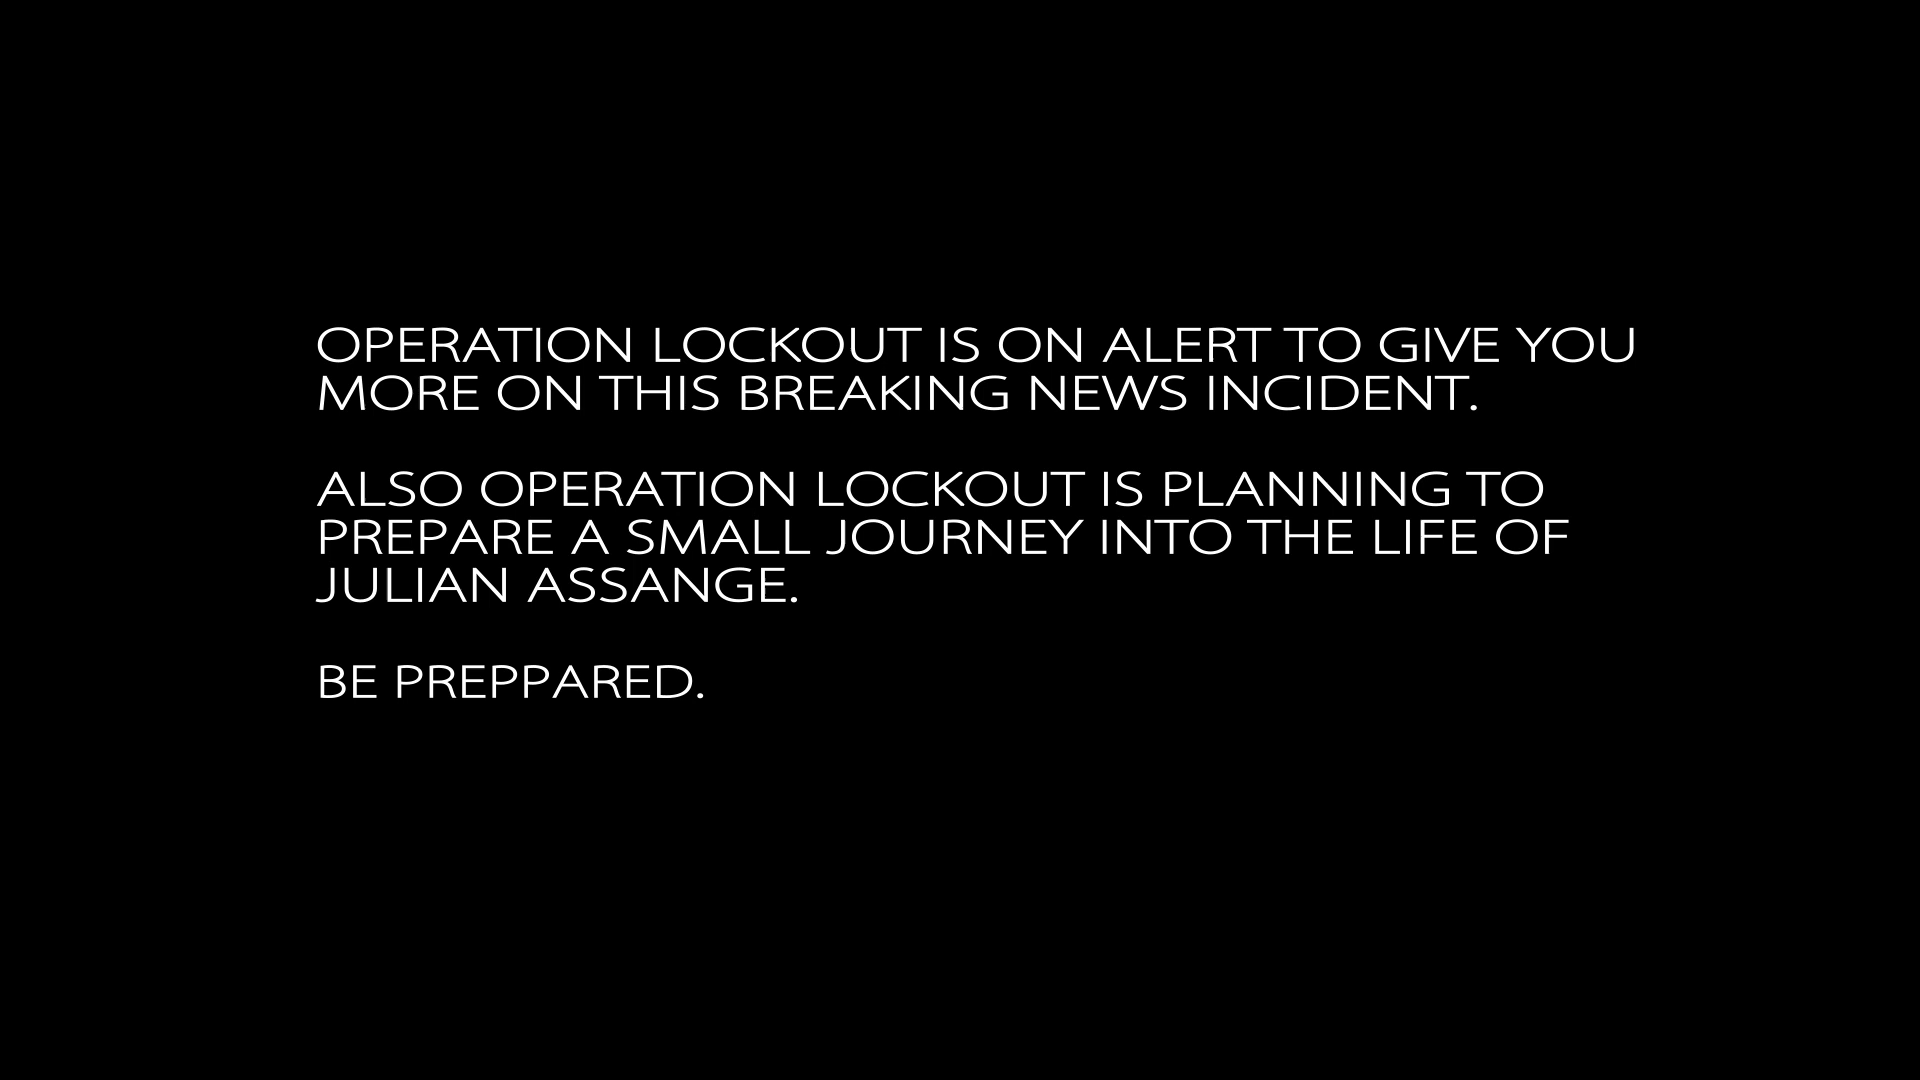 OPERATION LOCKOUT IS ON ALERT TO GIVE YOU
MORE ON THIS BREAKING NEWS INCIDENT.
ALSO OPERATION LOCKOUT IS PLANNING TO
PREPARE A SMALL JOURNEY INTO THE LIFE OF
JULIAN ASSANGE.
BE PREPPARED.